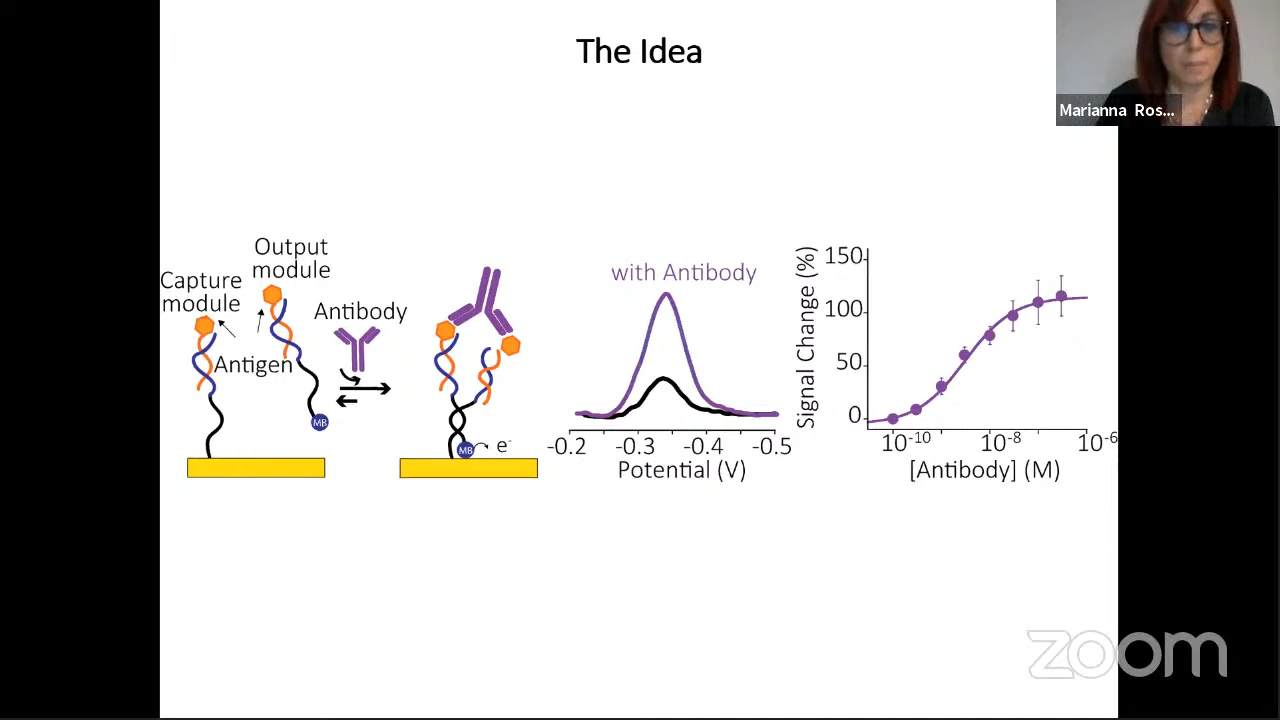 The Idea
Marianna Ros...
Output
module
Capture
module
Antibody
Antigen
MB
MB
e⁻
with Antibody
-0.2
-0.3
-0.4
-0.5
Potential (V)
Signal Change (%)
150
100
50
0
10⁻¹⁰
10⁻⁸
10⁻⁶
[Antibody] (M)
zoom